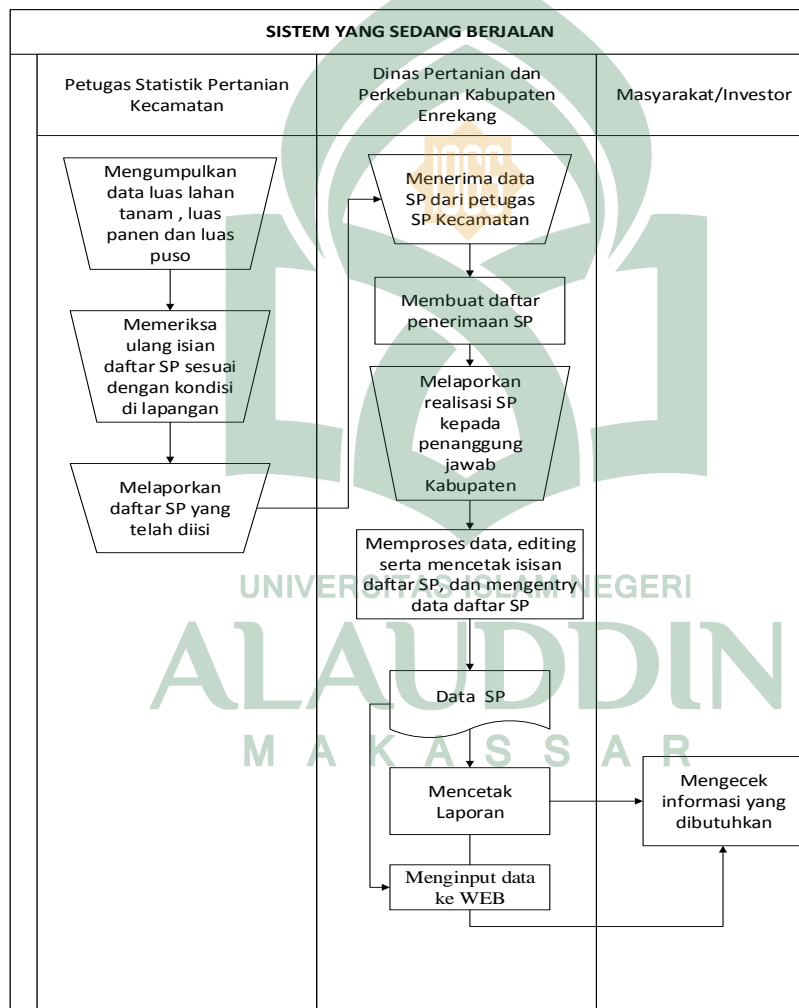 SISTEM YANG SEDANG BERJALAN
Petugas Statistik Pertanian
Kecamatan
Dinas Pertanian dan
Perkebunan Kabupaten
Enrekang
Masyarakat/Investor
Mengumpulkan
data luas lahan
tanam , luas
panen dan luas
puso
Memeriksa
ulang isian
daftar SP sesuai
dengan kondisi
di lapangan
Melaporkan
daftar SP yang
telah diisi
Menerima data
SP dari petugas
SP Kecamatan
Membuat daftar
penerimaan SP
Melaporkan
realisasi SP
kepada
penanggung
jawab
Kabupaten
Memproses data, editing
serta mencetak isisan
daftar SP, dan mengentry
data daftar SP
Data SP
Mencetak
Laporan
Menginput data
ke WEB
Mengecek
informasi yang
dibutuhkan
UNIVERSITAS ISLAM NEGERI
ALAUDDIN
MAKASSAR